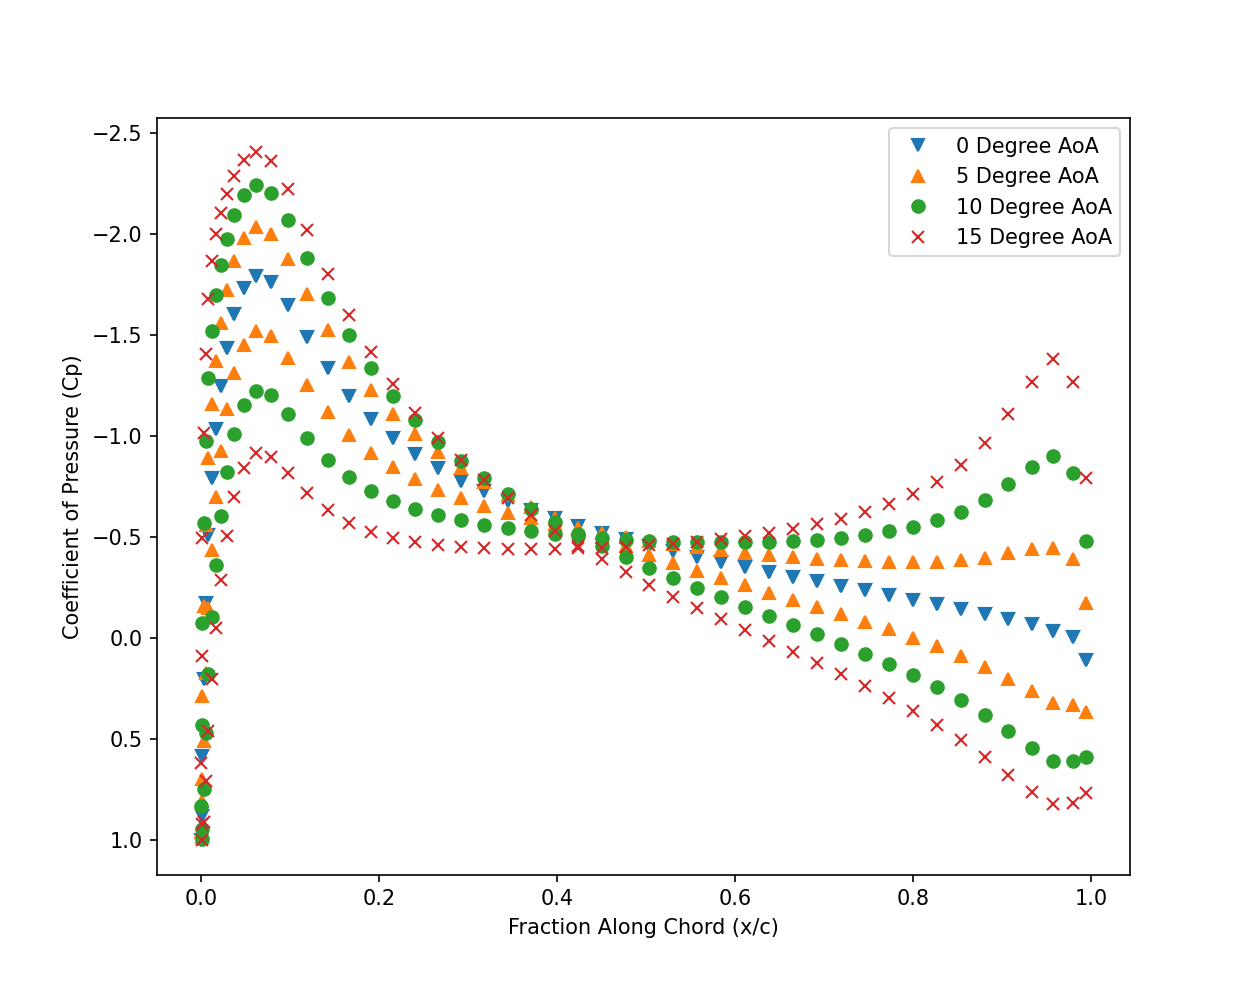 −2.5
−2.0
−1.5
−1.0
−0.5
0.0
0.5
1.0
Coefficient of Pressure (Cp)
0 Degree AoA
5 Degree AoA
10 Degree AoA
15 Degree AoA
0.0 0.2 0.4 0.6 0.8 1.0
Fraction Along Chord (x/c)